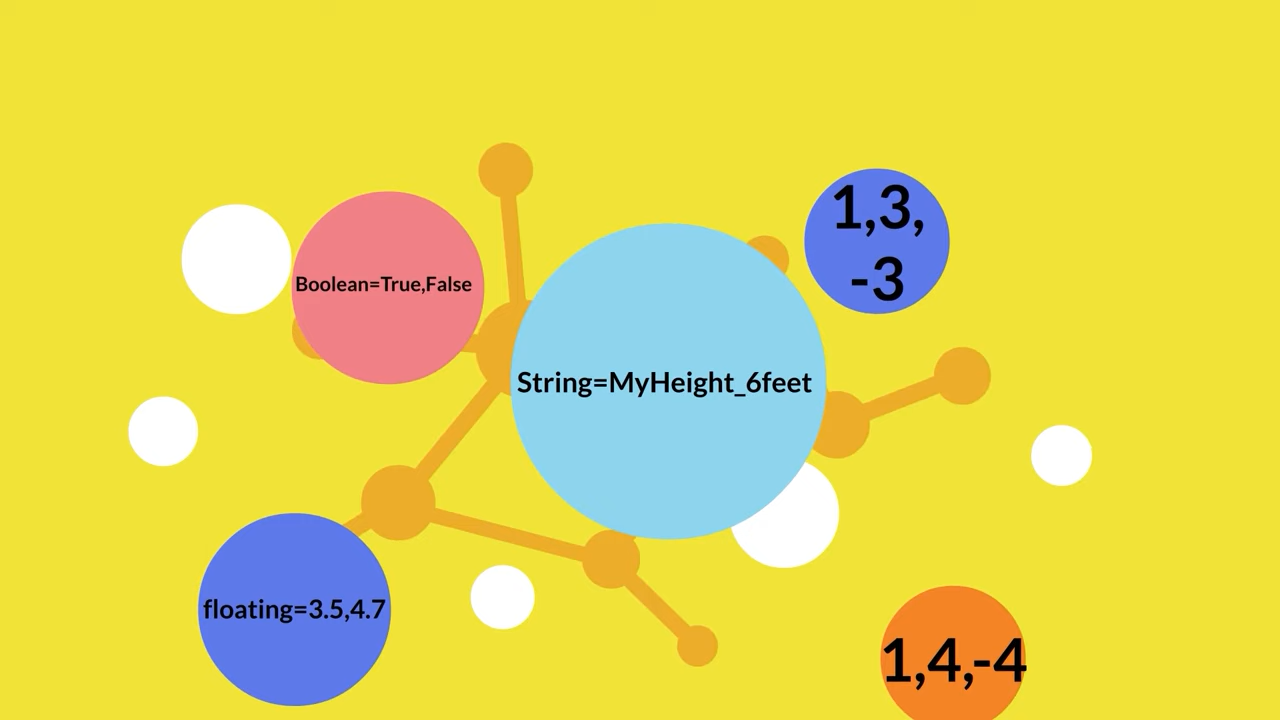 1,3,
-3
Boolean=True,False
String=MyHeight_6feet
floating=3.5,4.7
1,4,-4